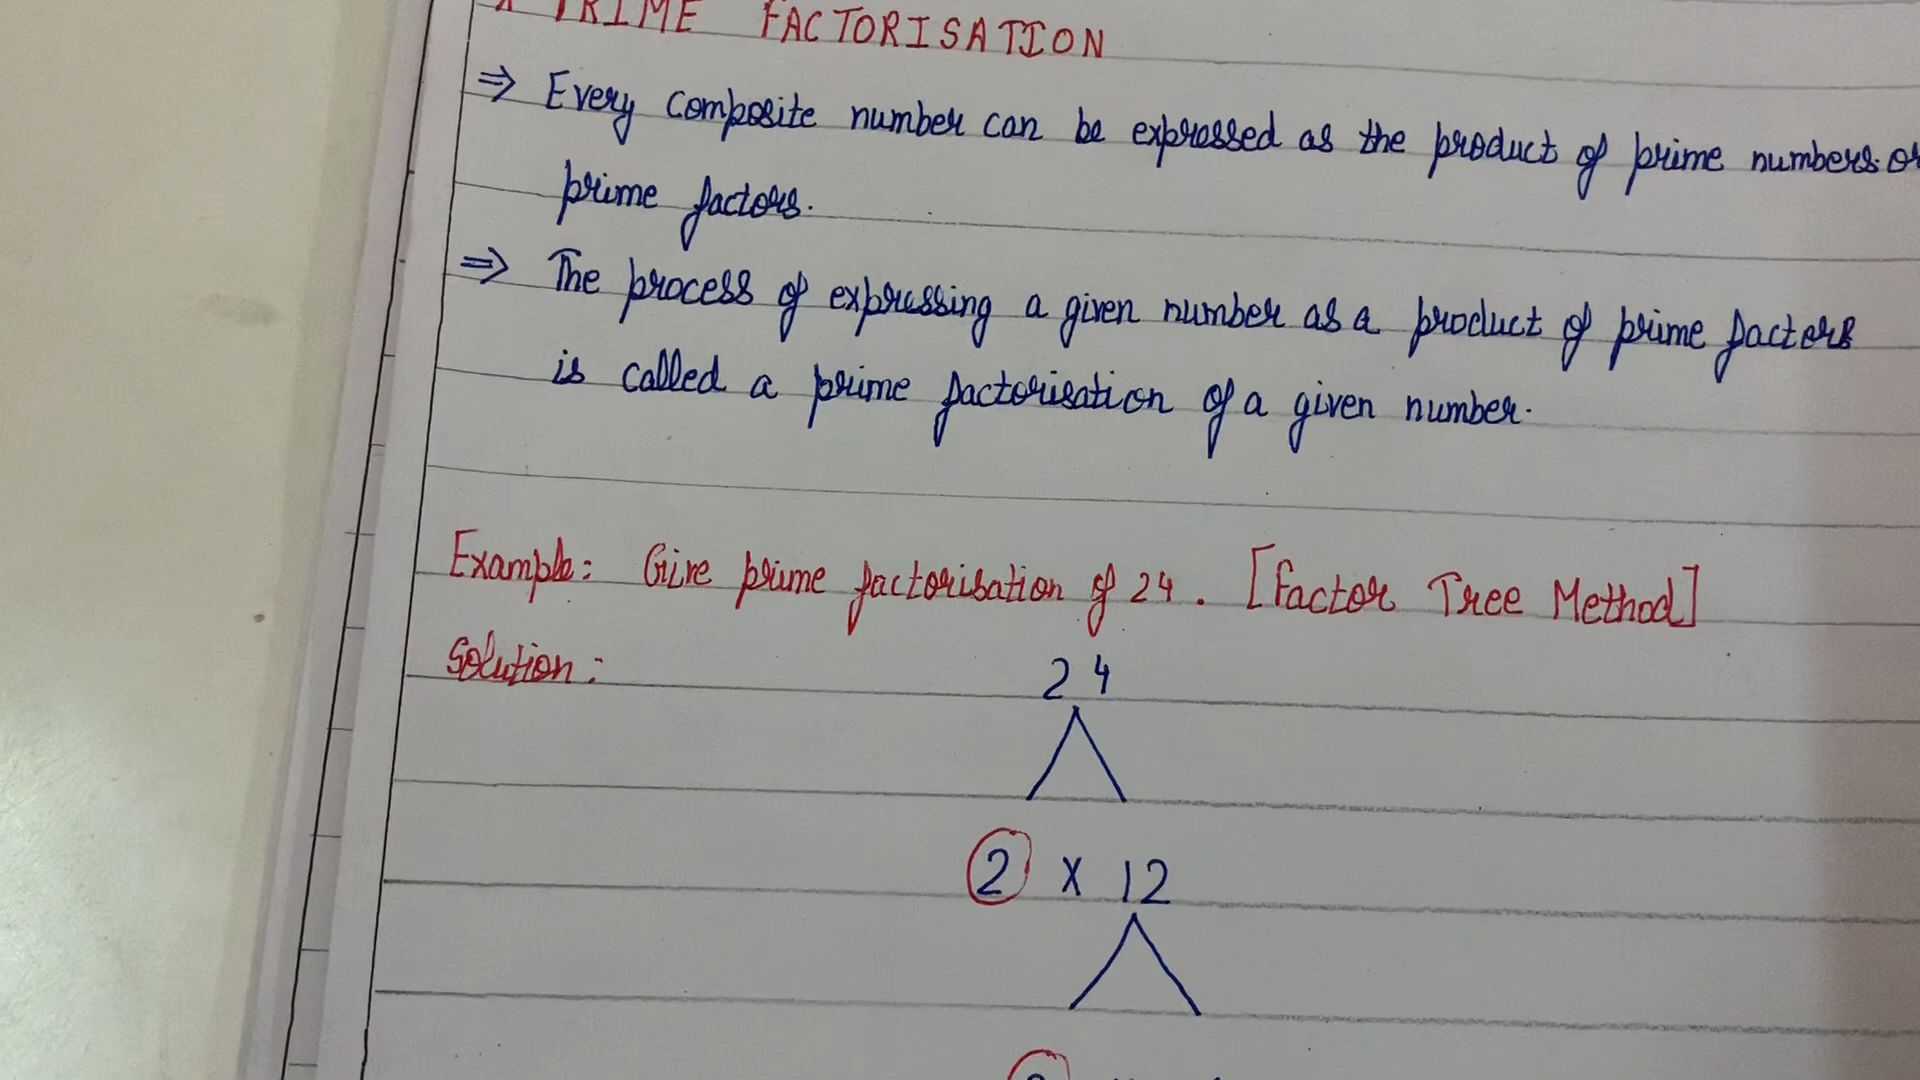 PRIME FACTORISATION
⇒ Every composite number can be expressed as the product of prime numbers or
prime factors.
⇒ The process of expressing a given number as a product of prime factors
is called a prime factorisation of a given number.
Example: Give prime factorisation of 24. [Factor Tree Method]
Solution:
24
2 x 12